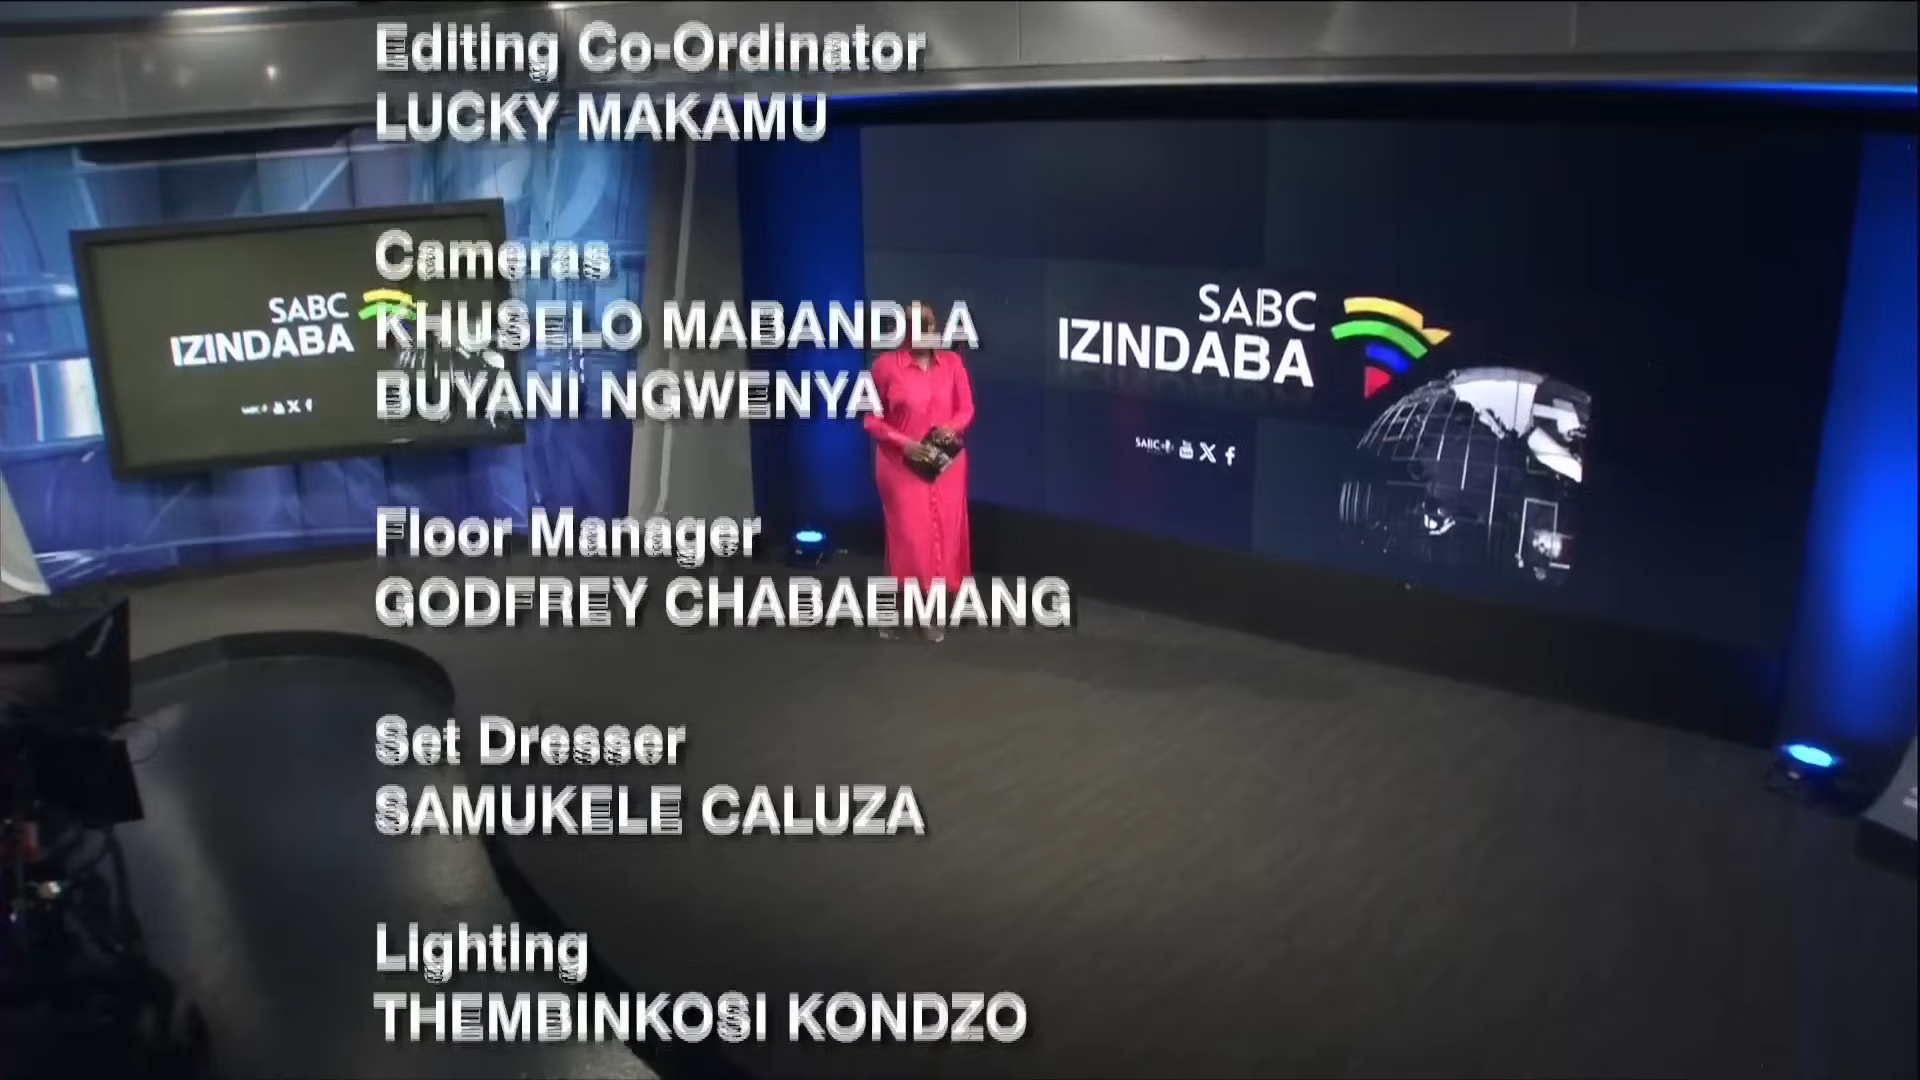 Editing Co-Ordinator
LUCKY MAKAMU
Cameras
KHUSELO MABANDLA
BUYANI NGWENYA
Floor Manager
GODFREY CHABAEMANG
Set Dresser
SAMUKELE CALUZA
Lighting
THEMBINKOSI KONDZO
SABC
IZINDABA
SABC
IZINDABA
SABC+